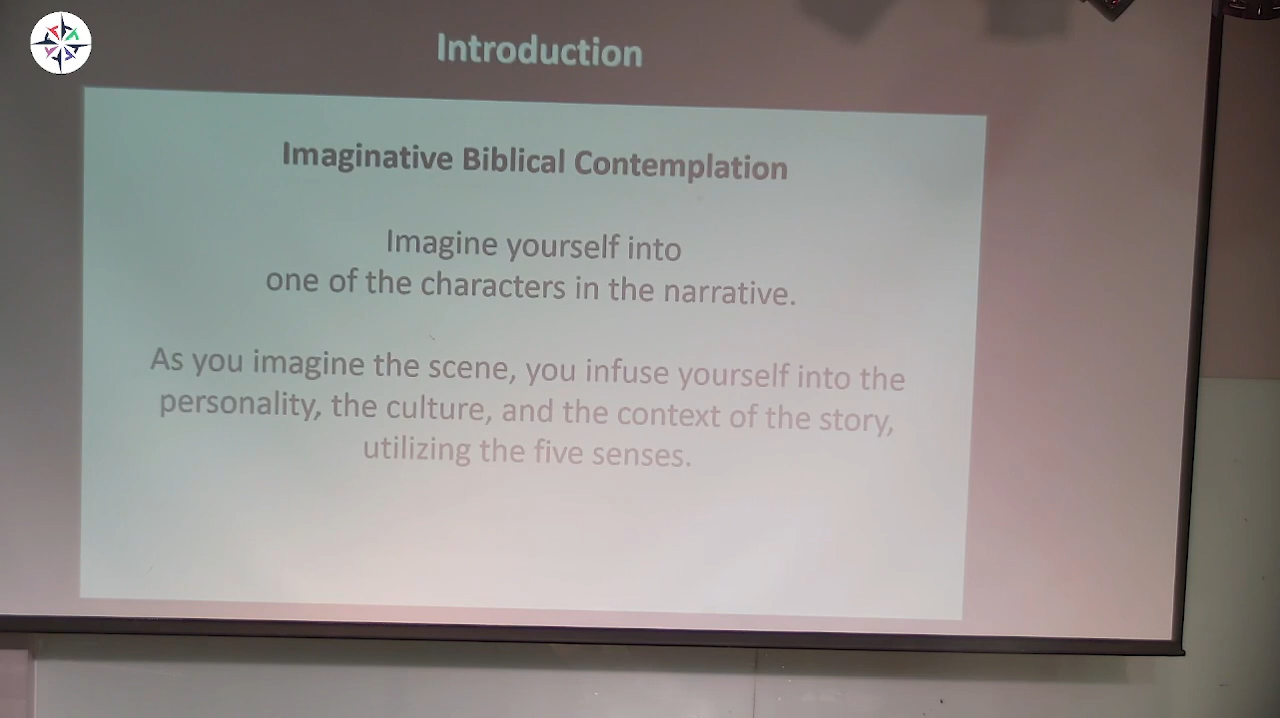 Introduction
Imaginative Biblical Contemplation
Imagine yourself into
one of the characters in the narrative.
As you imagine the scene, you infuse yourself into the
personality, the culture, and the context of the story,
utilizing the five senses.